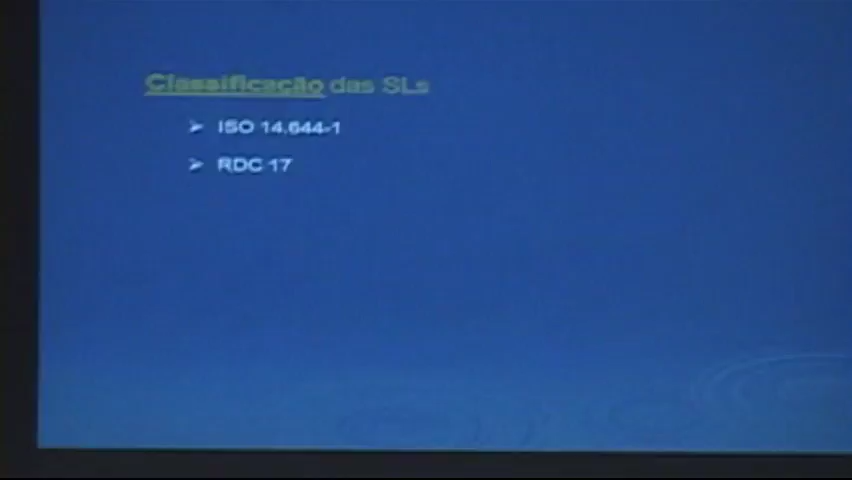 Classificação das SLs
ISO 14.644-1
RDC 17